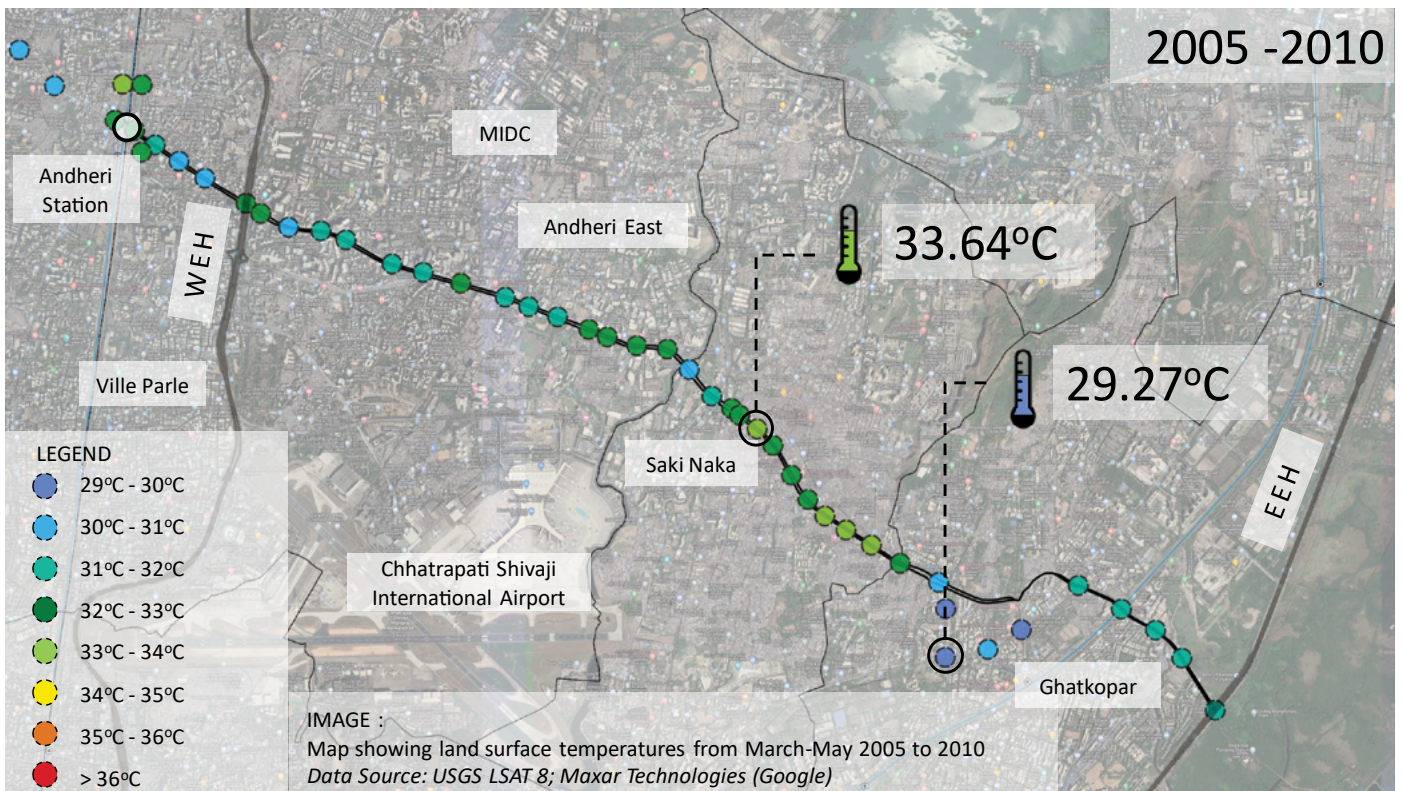 2005 -2010
MIDC
Andheri
Station
Andheri East
33.64°C
WEH
29.27°C
Ville Parle
Saki Naka
EEH
LEGEND
29°C - 30°C
30°C - 31°C
31°C - 32°C
32°C - 33°C
33°C - 34°C
34°C - 35°C
35°C - 36°C
> 36°C
Chhatrapati Shivaji
International Airport
Ghatkopar
IMAGE :
Map showing land surface temperatures from March-May 2005 to 2010
Data Source: USGS LSAT 8; Maxar Technologies (Google)